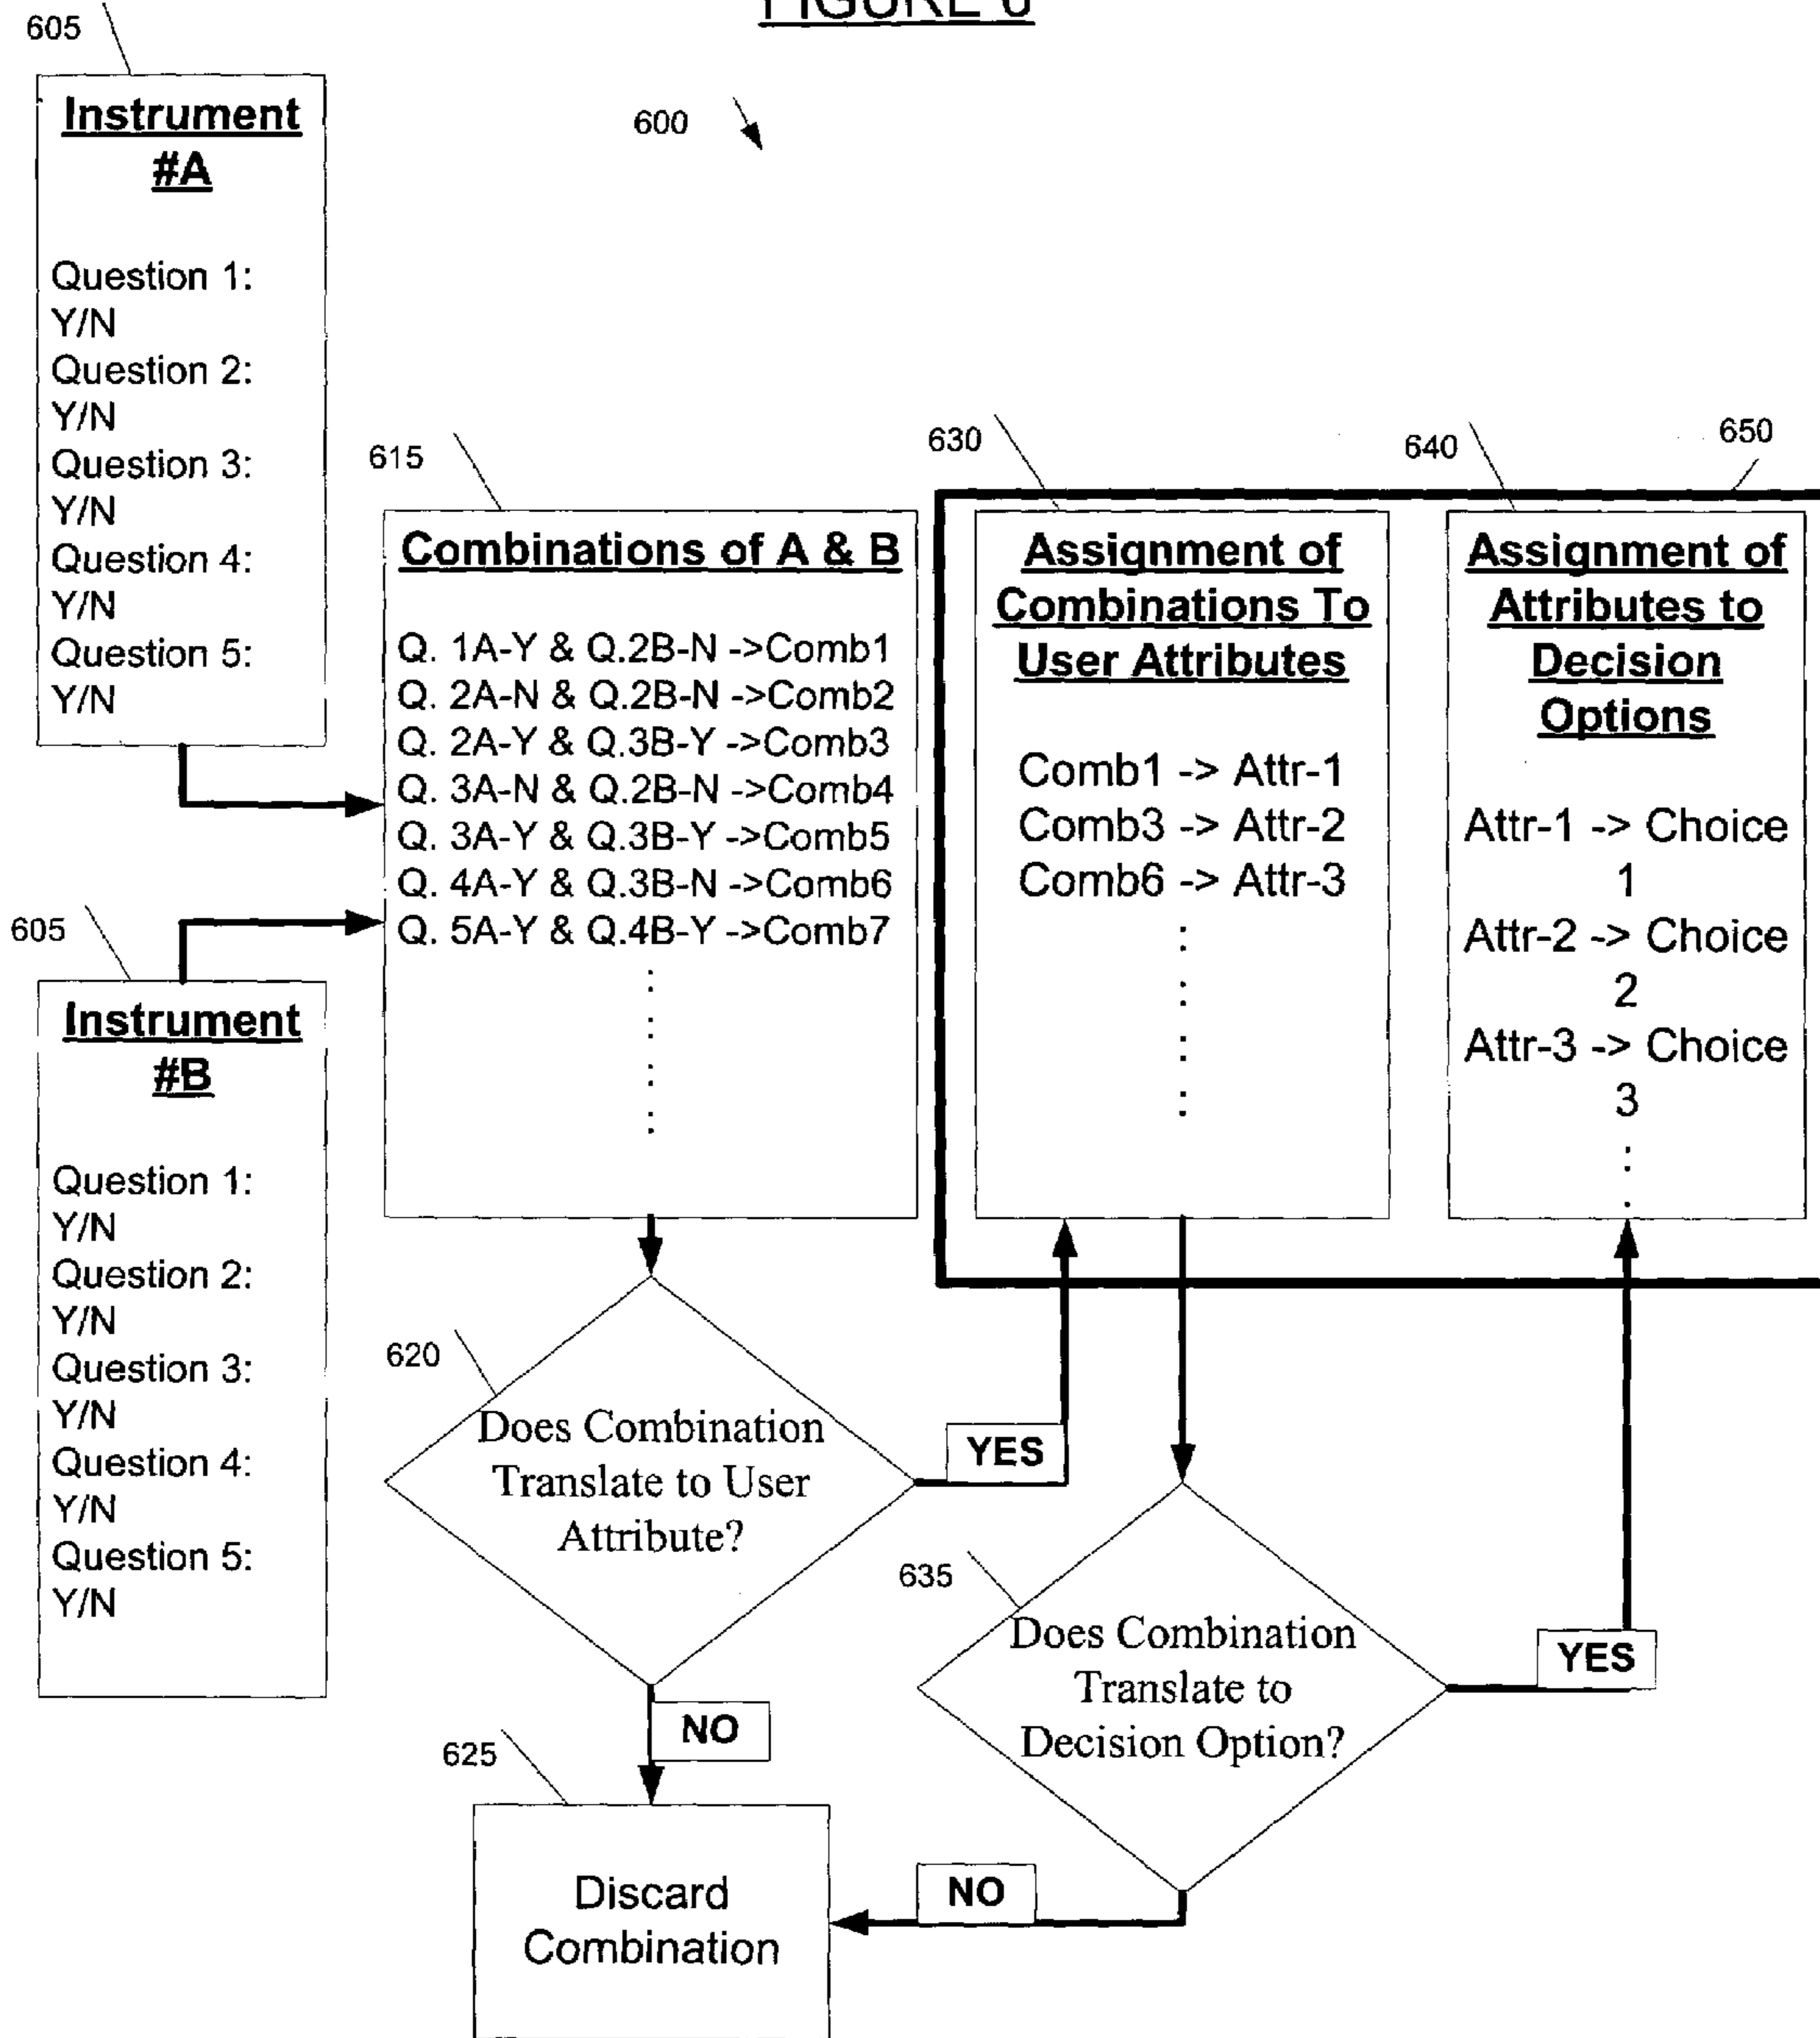 FIGURE 6
605
Instrument
#A
Question 1:
Y/N
Question 2:
Y/N
Question 3:
Y/N
Question 4:
Y/N
Question 5:
Y/N
600
615
Combinations of A & B
Q. 1A-Y & Q.2B-N ->Comb1
Q. 2A-N & Q.2B-N ->Comb2
Q. 2A-Y & Q.3B-Y ->Comb3
Q. 3A-N & Q.2B-N ->Comb4
Q. 3A-Y & Q.3B-Y ->Comb5
Q. 4A-Y & Q.3B-N ->Comb6
Q. 5A-Y & Q.4B-Y ->Comb7
:
:
:
:
630
Assignment of
Combinations To
User Attributes
Comb1 -> Attr-1
Comb3 -> Attr-2
Comb6 -> Attr-3
:
:
:
:
640
650
Assignment of
Attributes to
Decision
Options
Attr-1 -> Choice
1
Attr-2 -> Choice
2
Attr-3 -> Choice
3
:
.
605
Instrument
#B
Question 1:
Y/N
Question 2:
Y/N
Question 3:
Y/N
Question 4:
Y/N
Question 5:
Y/N
620
Does Combination
Translate to User
Attribute?
YES
NO
635
Does Combination
Translate to
Decision Option?
YES
NO
625
Discard
Combination